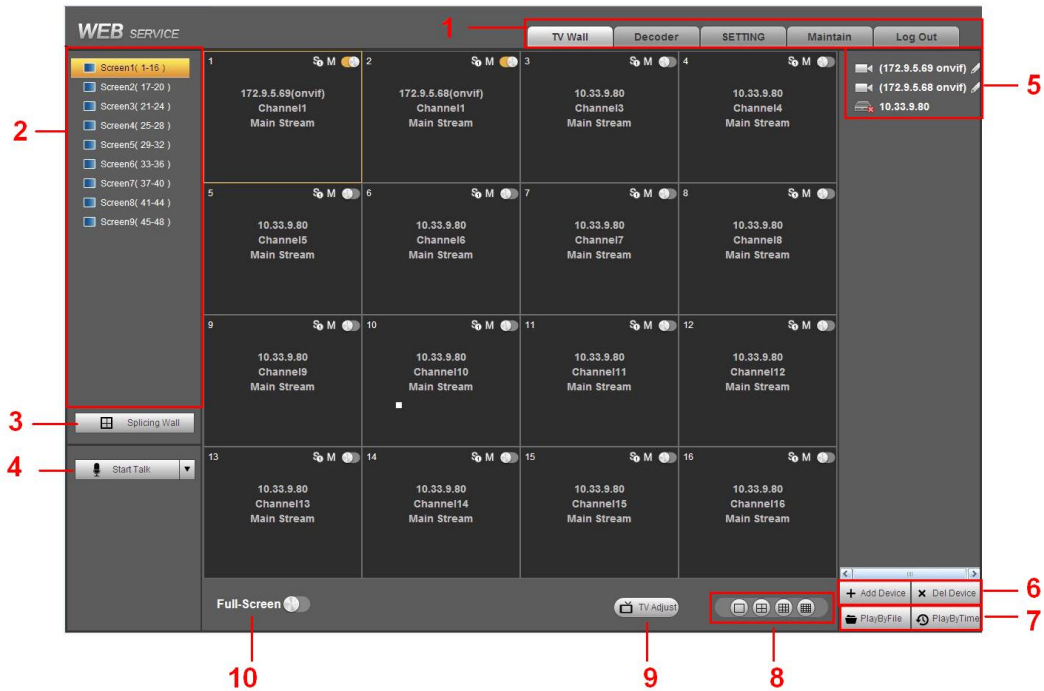 WEB SERVICE
1
TV Wall
Decoder
SETTING
Maintain
Log Out
2
Screen1( 1-16 )
Screen2( 17-20 )
Screen3( 21-24 )
Screen4( 25-28 )
Screen5( 29-32 )
Screen6( 33-36 )
Screen7( 37-40 )
Screen8( 41-44 )
Screen9( 45-48 )
3
Splicing Wall
4
Start Talk
1 S M
172.9.5.69(onvif)
Channel1
Main Stream
2 S M
172.9.5.68(onvif)
Channel1
Main Stream
3 S M
10.33.9.80
Channel3
Main Stream
4 S M
10.33.9.80
Channel4
Main Stream
5 S M
10.33.9.80
Channel5
Main Stream
6 S M
10.33.9.80
Channel6
Main Stream
7 S M
10.33.9.80
Channel7
Main Stream
8 S M
10.33.9.80
Channel8
Main Stream
9 S M
10.33.9.80
Channel9
Main Stream
10 S M
10.33.9.80
Channel10
Main Stream
11 S M
10.33.9.80
Channel11
Main Stream
12 S M
10.33.9.80
Channel12
Main Stream
13 S M
10.33.9.80
Channel13
Main Stream
14 S M
10.33.9.80
Channel14
Main Stream
15 S M
10.33.9.80
Channel15
Main Stream
16 S M
10.33.9.80
Channel16
Main Stream
(172.9.5.69 onvif)
(172.9.5.68 onvif)
10.33.9.80
5
Add Device
Del Device
6
PlayByFile
PlayByTime
7
Full-Screen
TV Adjust
10
9
8